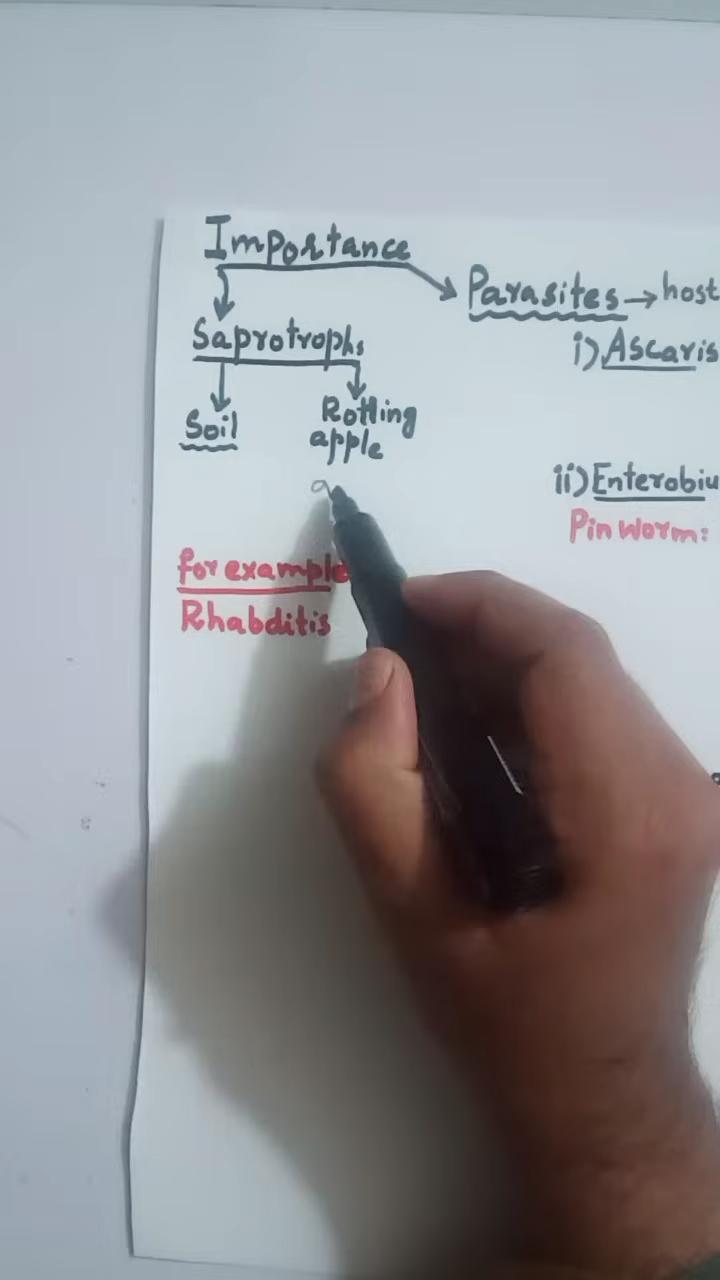 Importance
Parasites → host
Saprotrophs
i) Ascaris
Soil
Rotting
apple
ii) Enterobiu
Pin worm:
for example
Rhabditis